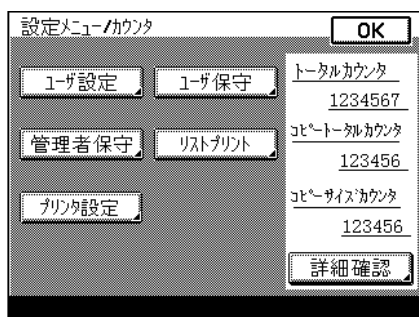 設定メニュー/カウンタ
OK
ユーザ設定
ユーザ保守
管理者保守
リストプリント
プリンタ設定
トータルカウンタ
1234567
コピートータルカウンタ
123456
コピーサイズカウンタ
123456
詳細確認